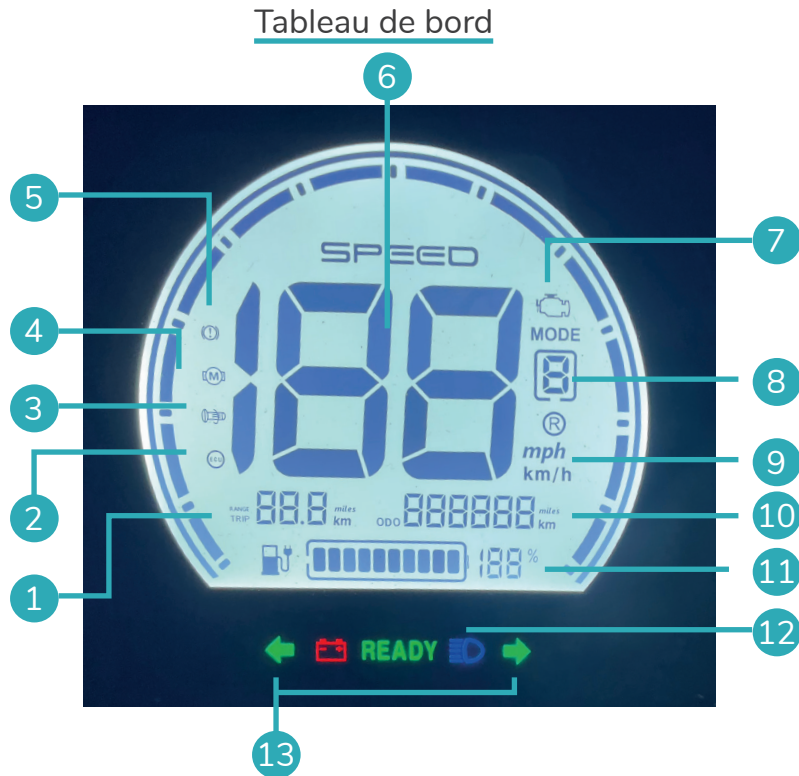 Tableau de bord
6
5
SPEED
7
4
MODE
188
8
8
3
R
mph
9
km/h
2
ECU
M
RANGE
TRIP
88.8
miles
km
ODO
888888
miles
km
10
1
188
%
11
READY
12
13